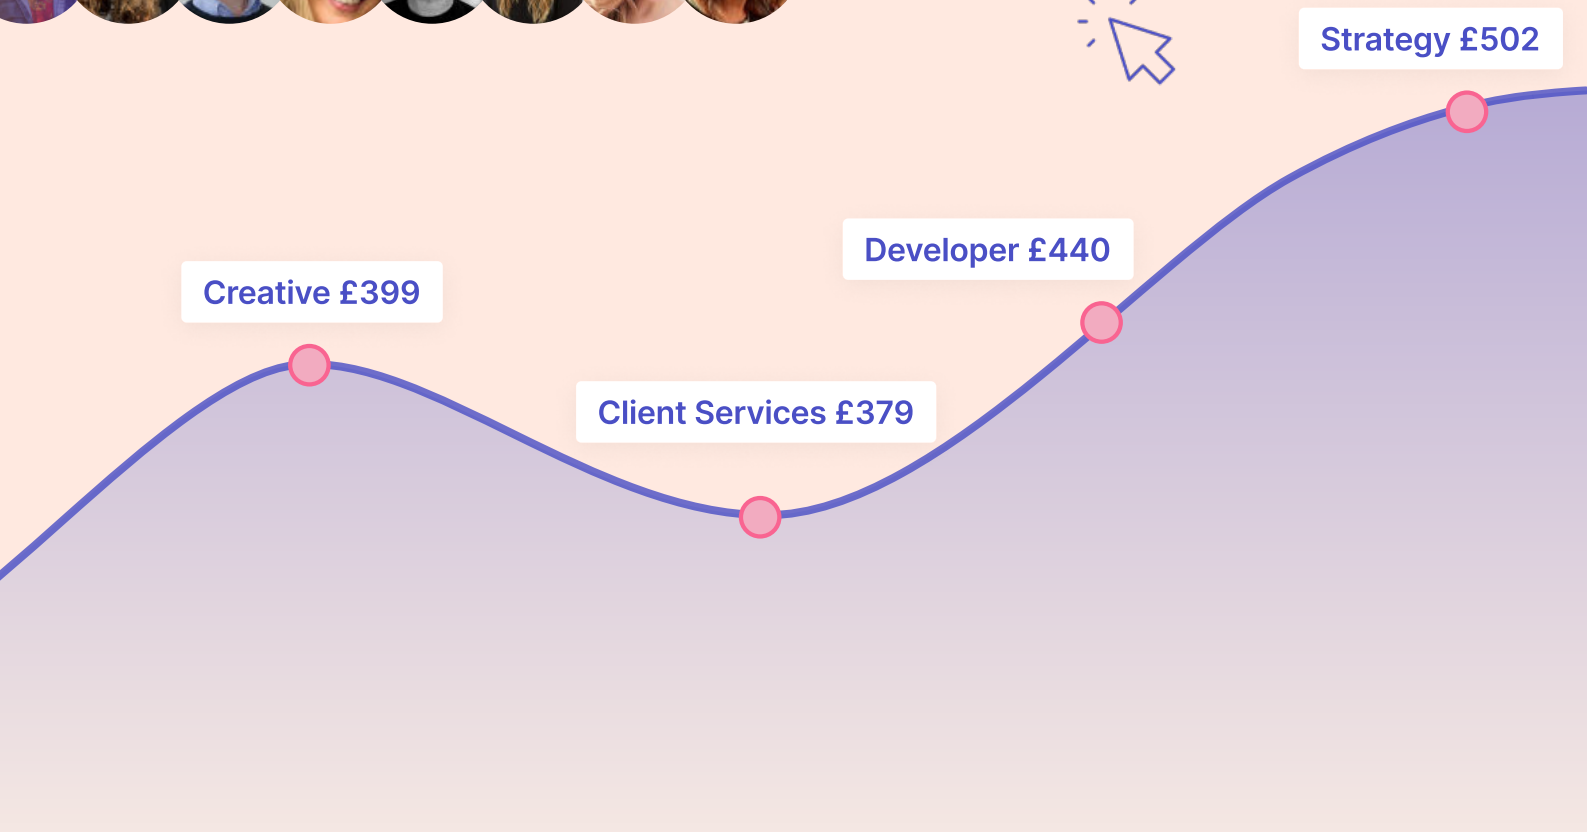 Strategy £502
Developer £440
Creative £399
Client Services £379